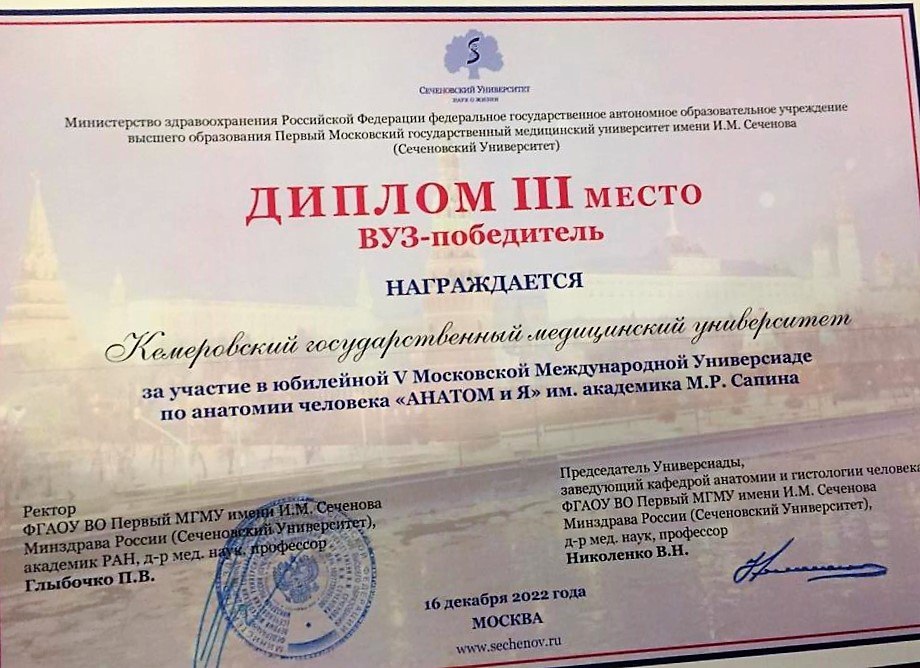 S
Сеченовский Университет
НАУК О ЖИЗНИ
Министерство здравоохранения Российской Федерации федеральное государственное автономное образовательное учреждение
высшего образования Первый Московский государственный медицинский университет имени И.М. Сеченова
(Сеченовский Университет)
ДИПЛОМ III МЕСТО
ВУЗ-победитель
НАГРАЖДАЕТСЯ
Кемеровский государственный медицинский университет
за участие в юбилейной V Московской Международной Универсиаде
по анатомии человека «АНАТОМ и Я» им. академика М.Р. Сапина
Ректор
ФГАОУ ВО Первый МГМУ имени И.М. Сеченова
Минздрава России (Сеченовский Университет),
академик РАН, д-р мед. наук, профессор
Глыбочко П.В.
Председатель Универсиады,
заведующий кафедрой анатомии и гистологии человека
ФГАОУ ВО Первый МГМУ имени И.М. Сеченова
Минздрава России (Сеченовский Университет),
д-р мед. наук, профессор
Николенко В.Н.
16 декабря 2022 года
МОСКВА
www.sechenov.ru